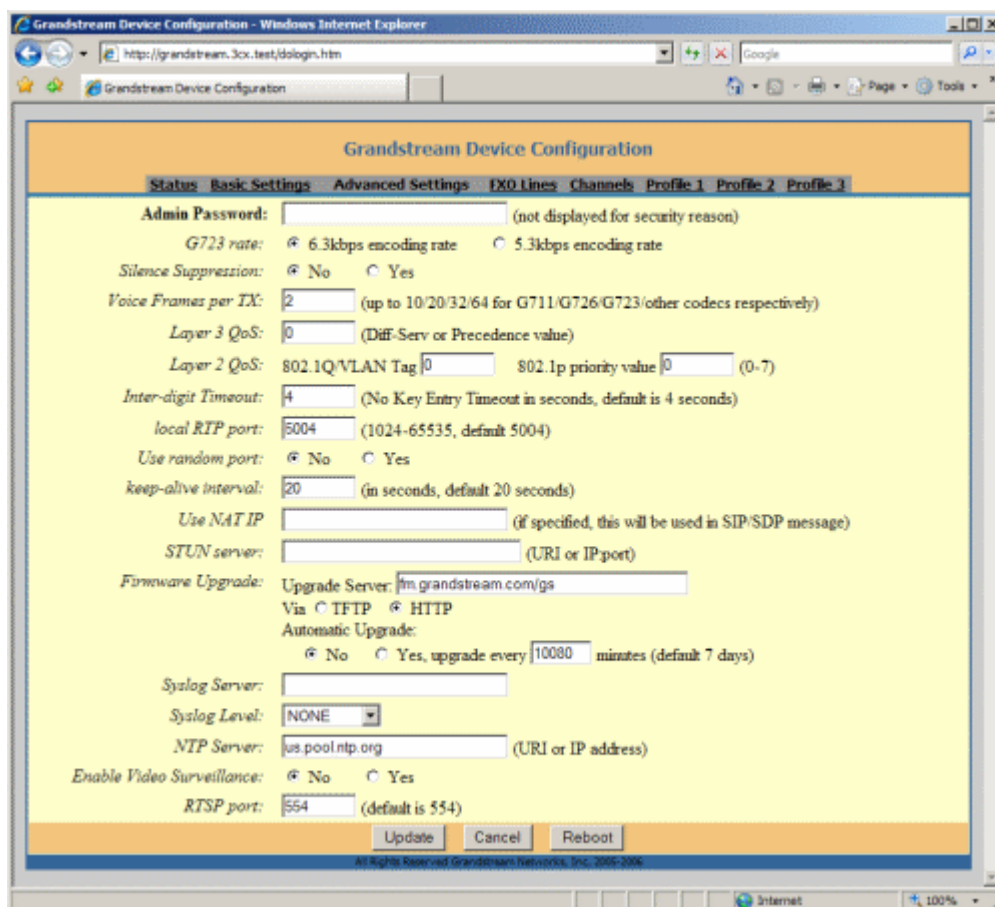 Grandstream Device Configuration - Windows Internet Explorer
http://grandstream.3cx.test/dologin.htm Google
Grandstream Device Configuration Page Tools
Grandstream Device Configuration
Status Basic Settings Advanced Settings FXO Lines Channels Profile 1 Profile 2 Profile 3
Admin Password: (not displayed for security reason)
G723 rate: 6.3kbps encoding rate 5.3kbps encoding rate
Silence Suppression: No Yes
Voice Frames per TX: 2 (up to 10/20/32/64 for G711/G726/G723/other codecs respectively)
Layer 3 QoS: 0 (Diff-Serv or Precedence value)
Layer 2 QoS: 802.1Q/VLAN Tag 0 802.1p priority value 0 (0-7)
Inter-digit Timeout: 4 (No Key Entry Timeout in seconds, default is 4 seconds)
local RTP port: 5004 (1024-65535, default 5004)
Use random port: No Yes
keep-alive interval: 20 (in seconds, default 20 seconds)
Use NAT IP (if specified, this will be used in SIP/SDP message)
STUN server: (URI or IP:port)
Firmware Upgrade: Upgrade Server: fm.grandstream.com/gs
Via TFTP HTTP
Automatic Upgrade:
No Yes, upgrade every 10080 minutes (default 7 days)
Syslog Server:
Syslog Level: NONE
NTP Server: us.pool.ntp.org (URI or IP address)
Enable Video Surveillance: No Yes
RTSP port: 554 (default is 554)
Update Cancel Reboot
All Rights Reserved Grandstream Networks, Inc. 2005-2006
Internet 100%